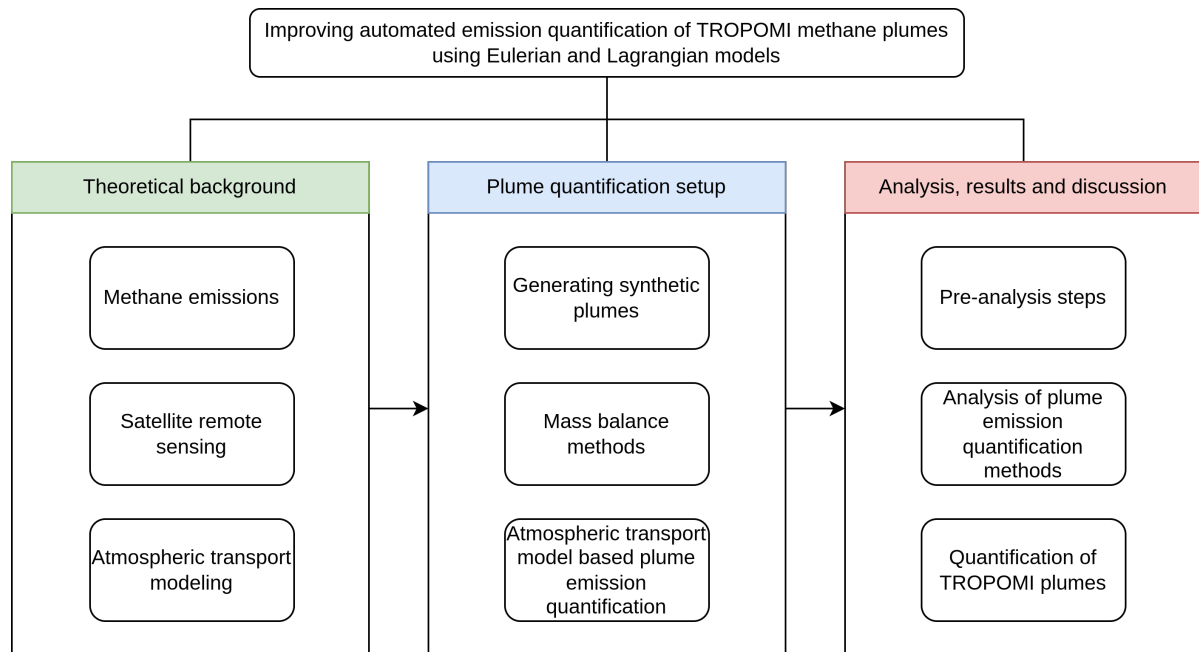 Improving automated emission quantification of TROPOMI methane plumes
using Eulerian and Lagrangian models
Theoretical background
Methane emissions
Satellite remote
sensing
Atmospheric transport
modeling
Plume quantification setup
Generating synthetic
plumes
Mass balance
methods
Atmospheric transport
model based plume
emission
quantification
Analysis, results and discussion
Pre-analysis steps
Analysis of plume
emission
quantification
methods
Quantification of
TROPOMI plumes